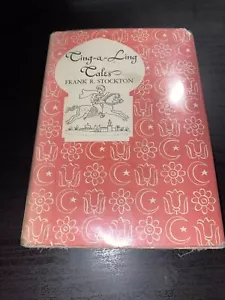 Ting-a-Ling
Tales
FRANK R. STOCKTON